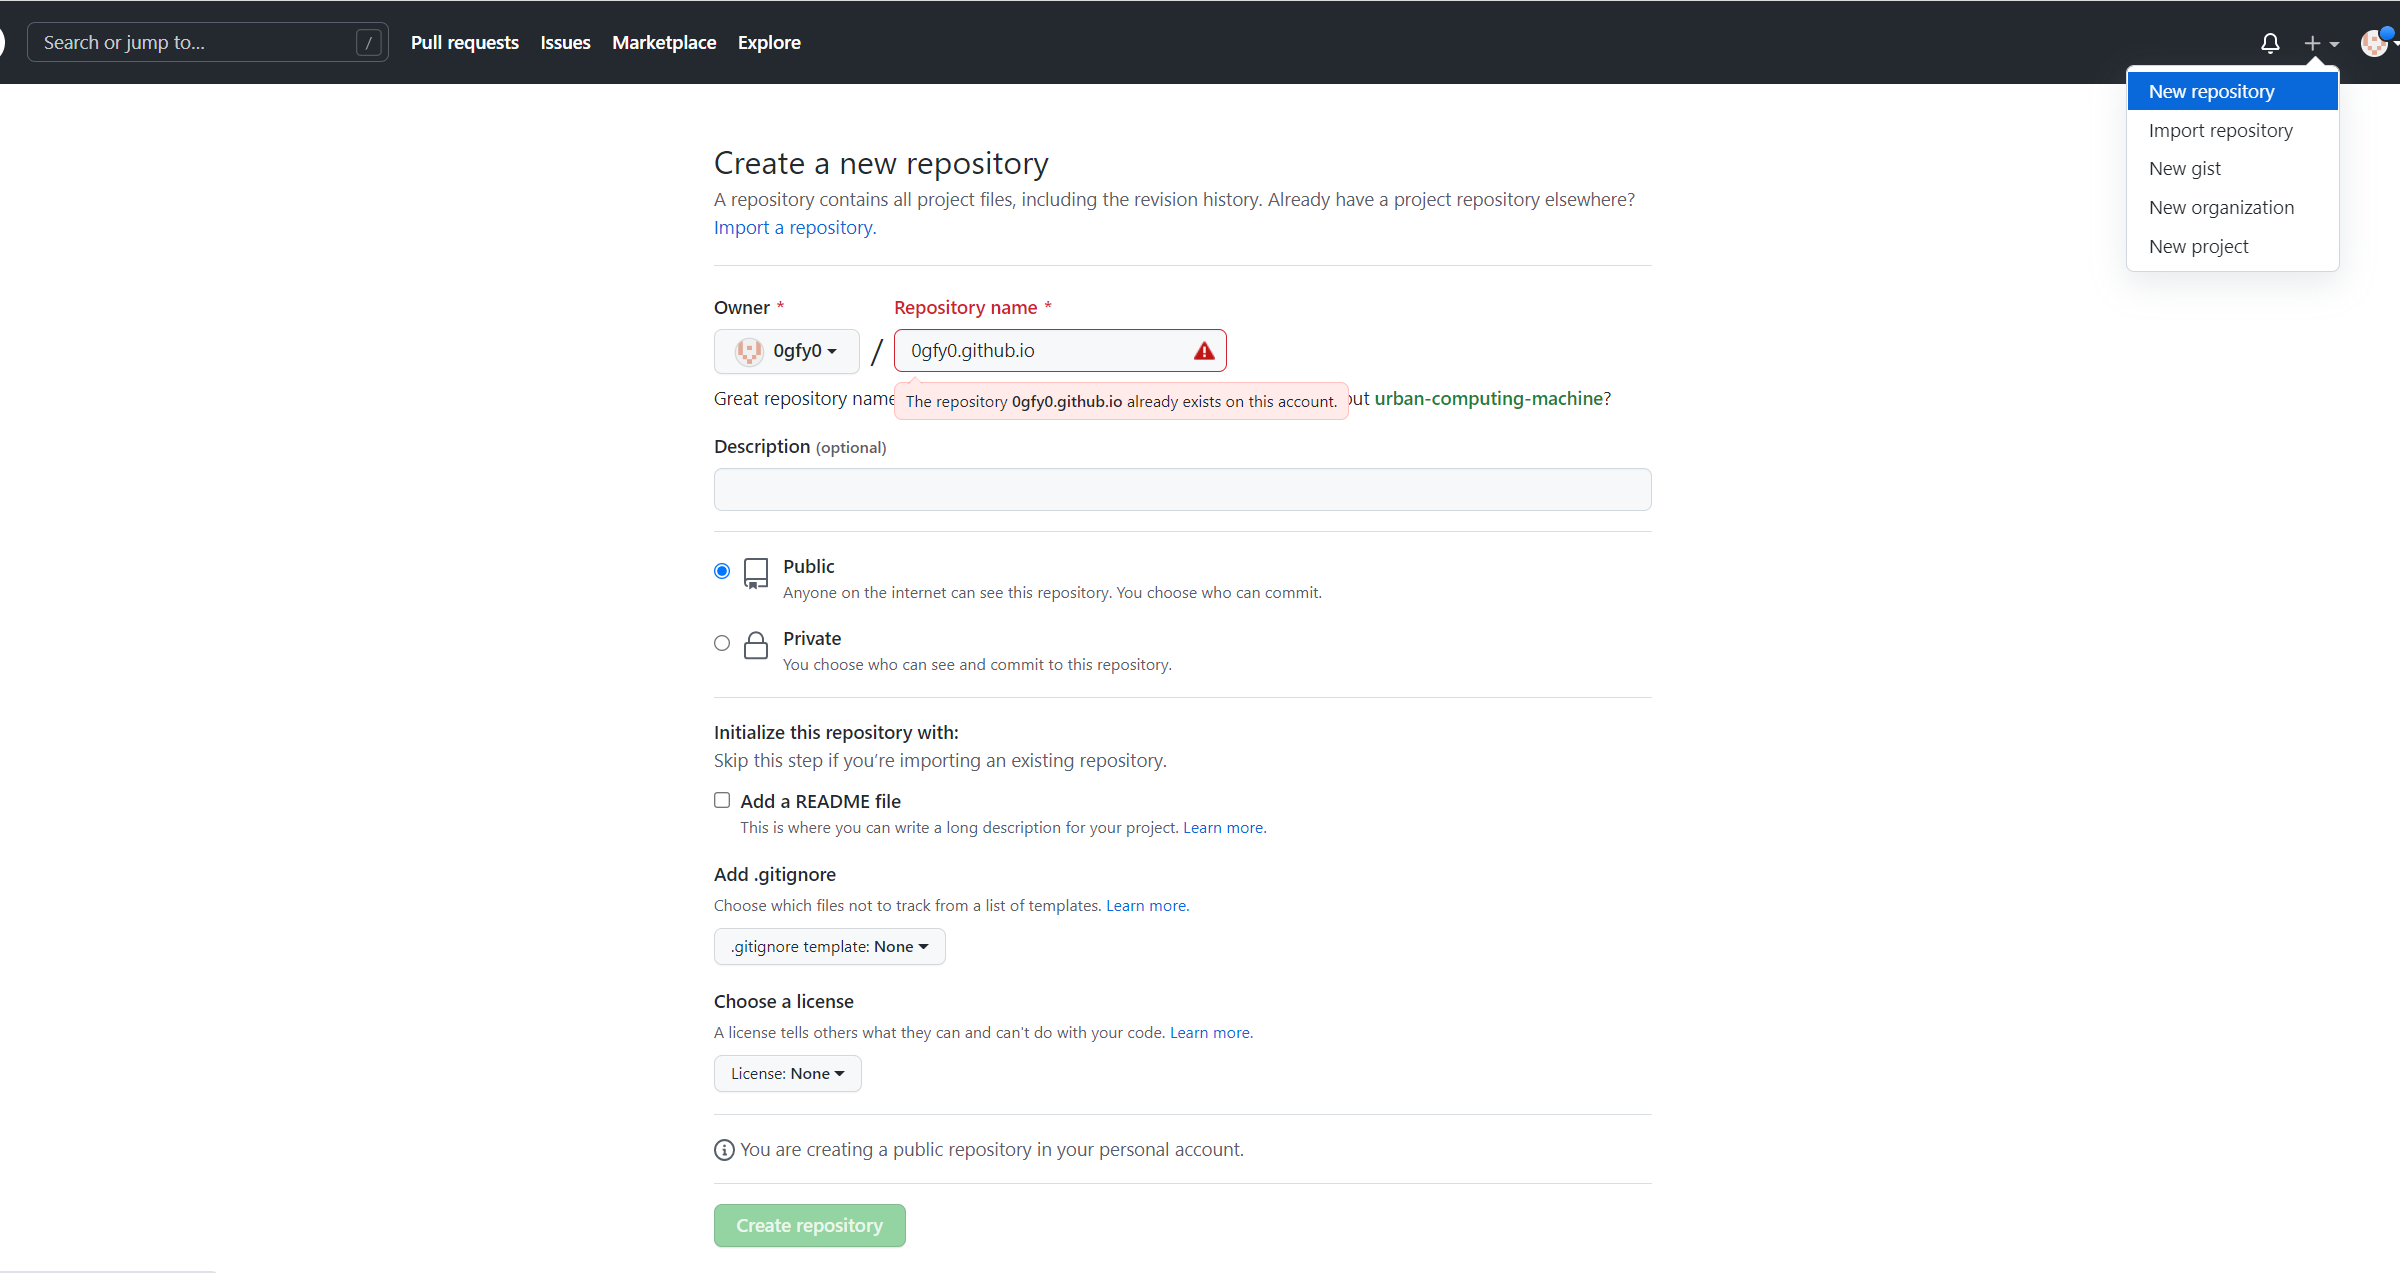 Search or jump to...
/
Pull requests
Issues
Marketplace
Explore
New repository
Import repository
New gist
New organization
New project
Create a new repository
A repository contains all project files, including the revision history. Already have a project repository elsewhere?
Import a repository.
Owner *
Repository name *
0gfy0
/
0gfy0.github.io
Great repository name
The repository 0gfy0.github.io already exists on this account.
urban-computing-machine?
Description (optional)
Public
Anyone on the internet can see this repository. You choose who can commit.
Private
You choose who can see and commit to this repository.
Initialize this repository with:
Skip this step if you’re importing an existing repository.
Add a README file
This is where you can write a long description for your project. Learn more.
Add .gitignore
Choose which files not to track from a list of templates. Learn more.
.gitignore template: None
Choose a license
A license tells others what they can and can't do with your code. Learn more.
License: None
You are creating a public repository in your personal account.
Create repository